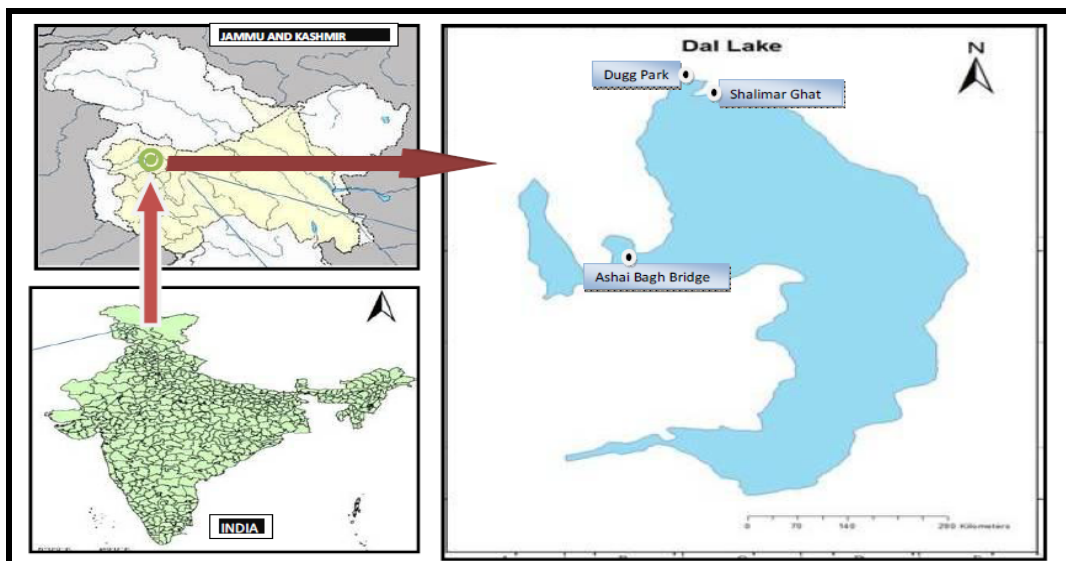 JAMMU AND KASHMIR
Dal Lake
N
Dugg Park
Shalimar Ghat
Ashai Bagh Bridge
INDIA
0 70 140 280 Kilometers